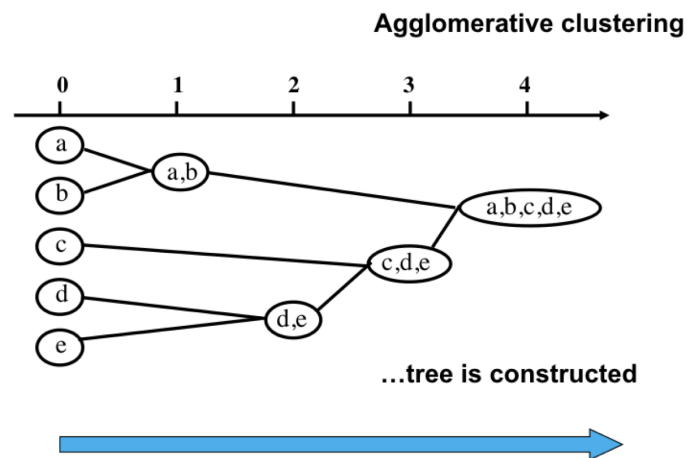 Agglomerative clustering
0 1 2 3 4
a
a,b
b
a,b,c,d,e
c
c,d,e
d
d,e
e
...tree is constructed